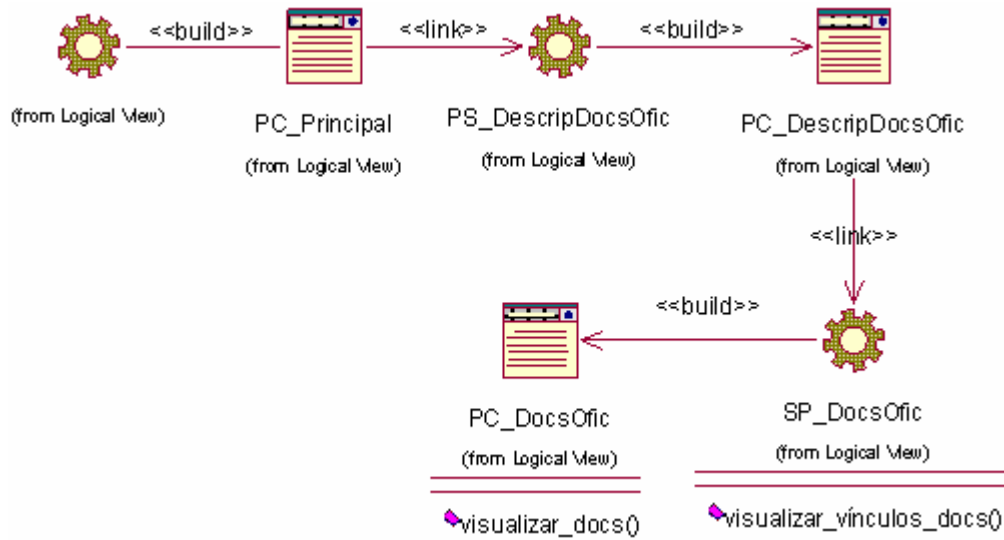 <<build>>
<<link>>
<<build>>
(from Logical View)
PC_Principal
PS_DescripDocsOfic
PC_DescripDocsOfic
(from Logical View)
(from Logical View)
(from Logical View)
<<link>>
<<build>>
PC_DocsOfic
SP_DocsOfic
(from Logical View)
(from Logical View)
visualizar_docs()
visualizar_vínculos_docs()